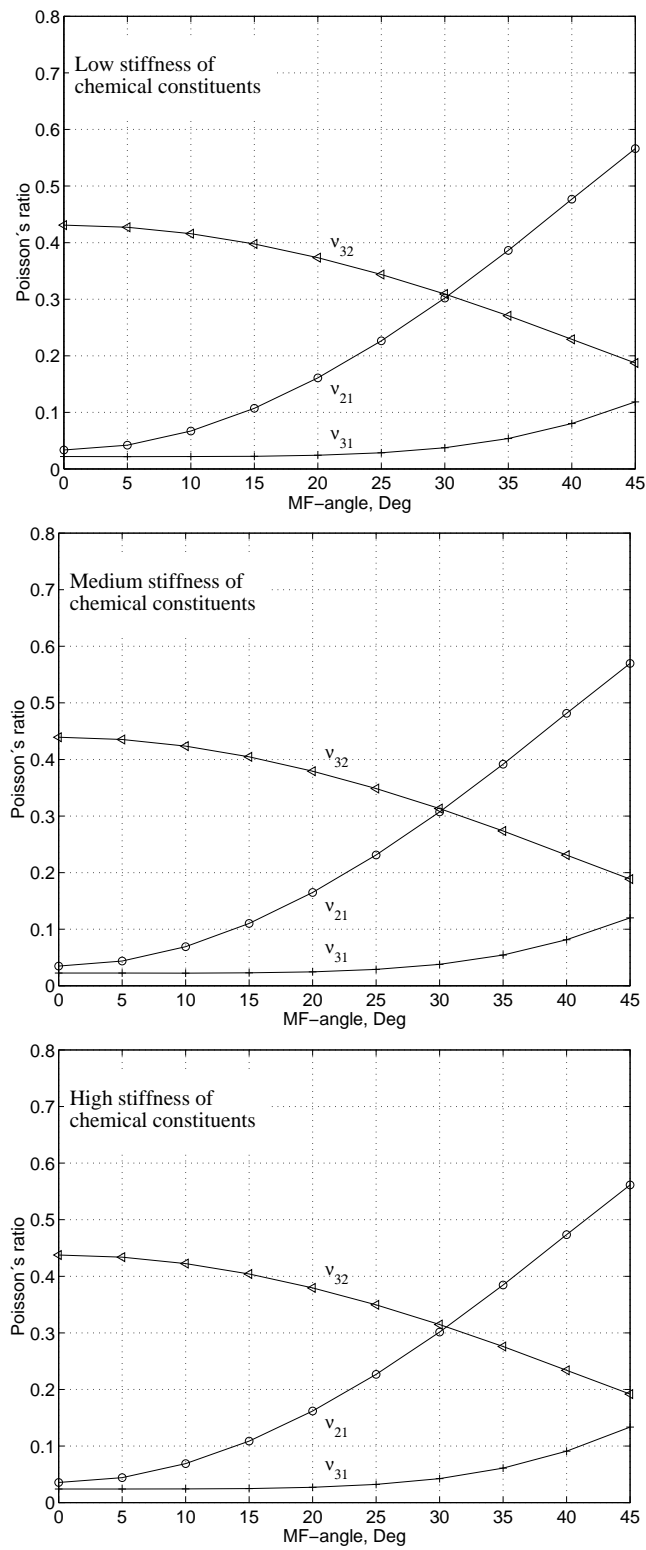 0.8
Low stiffness of
chemical constituents
0.7
0.6
0.5
0.4
0.3
0.2
0.1
0
Poisson´s ratio
ν32
ν21
ν31
0 5 10 15 20 25 30 35 40 45
MF−angle, Deg
0.8
Medium stiffness of
chemical constituents
0.7
0.6
0.5
0.4
0.3
0.2
0.1
0
Poisson´s ratio
ν32
ν21
ν31
0 5 10 15 20 25 30 35 40 45
MF−angle, Deg
0.8
High stiffness of
chemical constituents
0.7
0.6
0.5
0.4
0.3
0.2
0.1
0
Poisson´s ratio
ν32
ν21
ν31
0 5 10 15 20 25 30 35 40 45
MF−angle, Deg